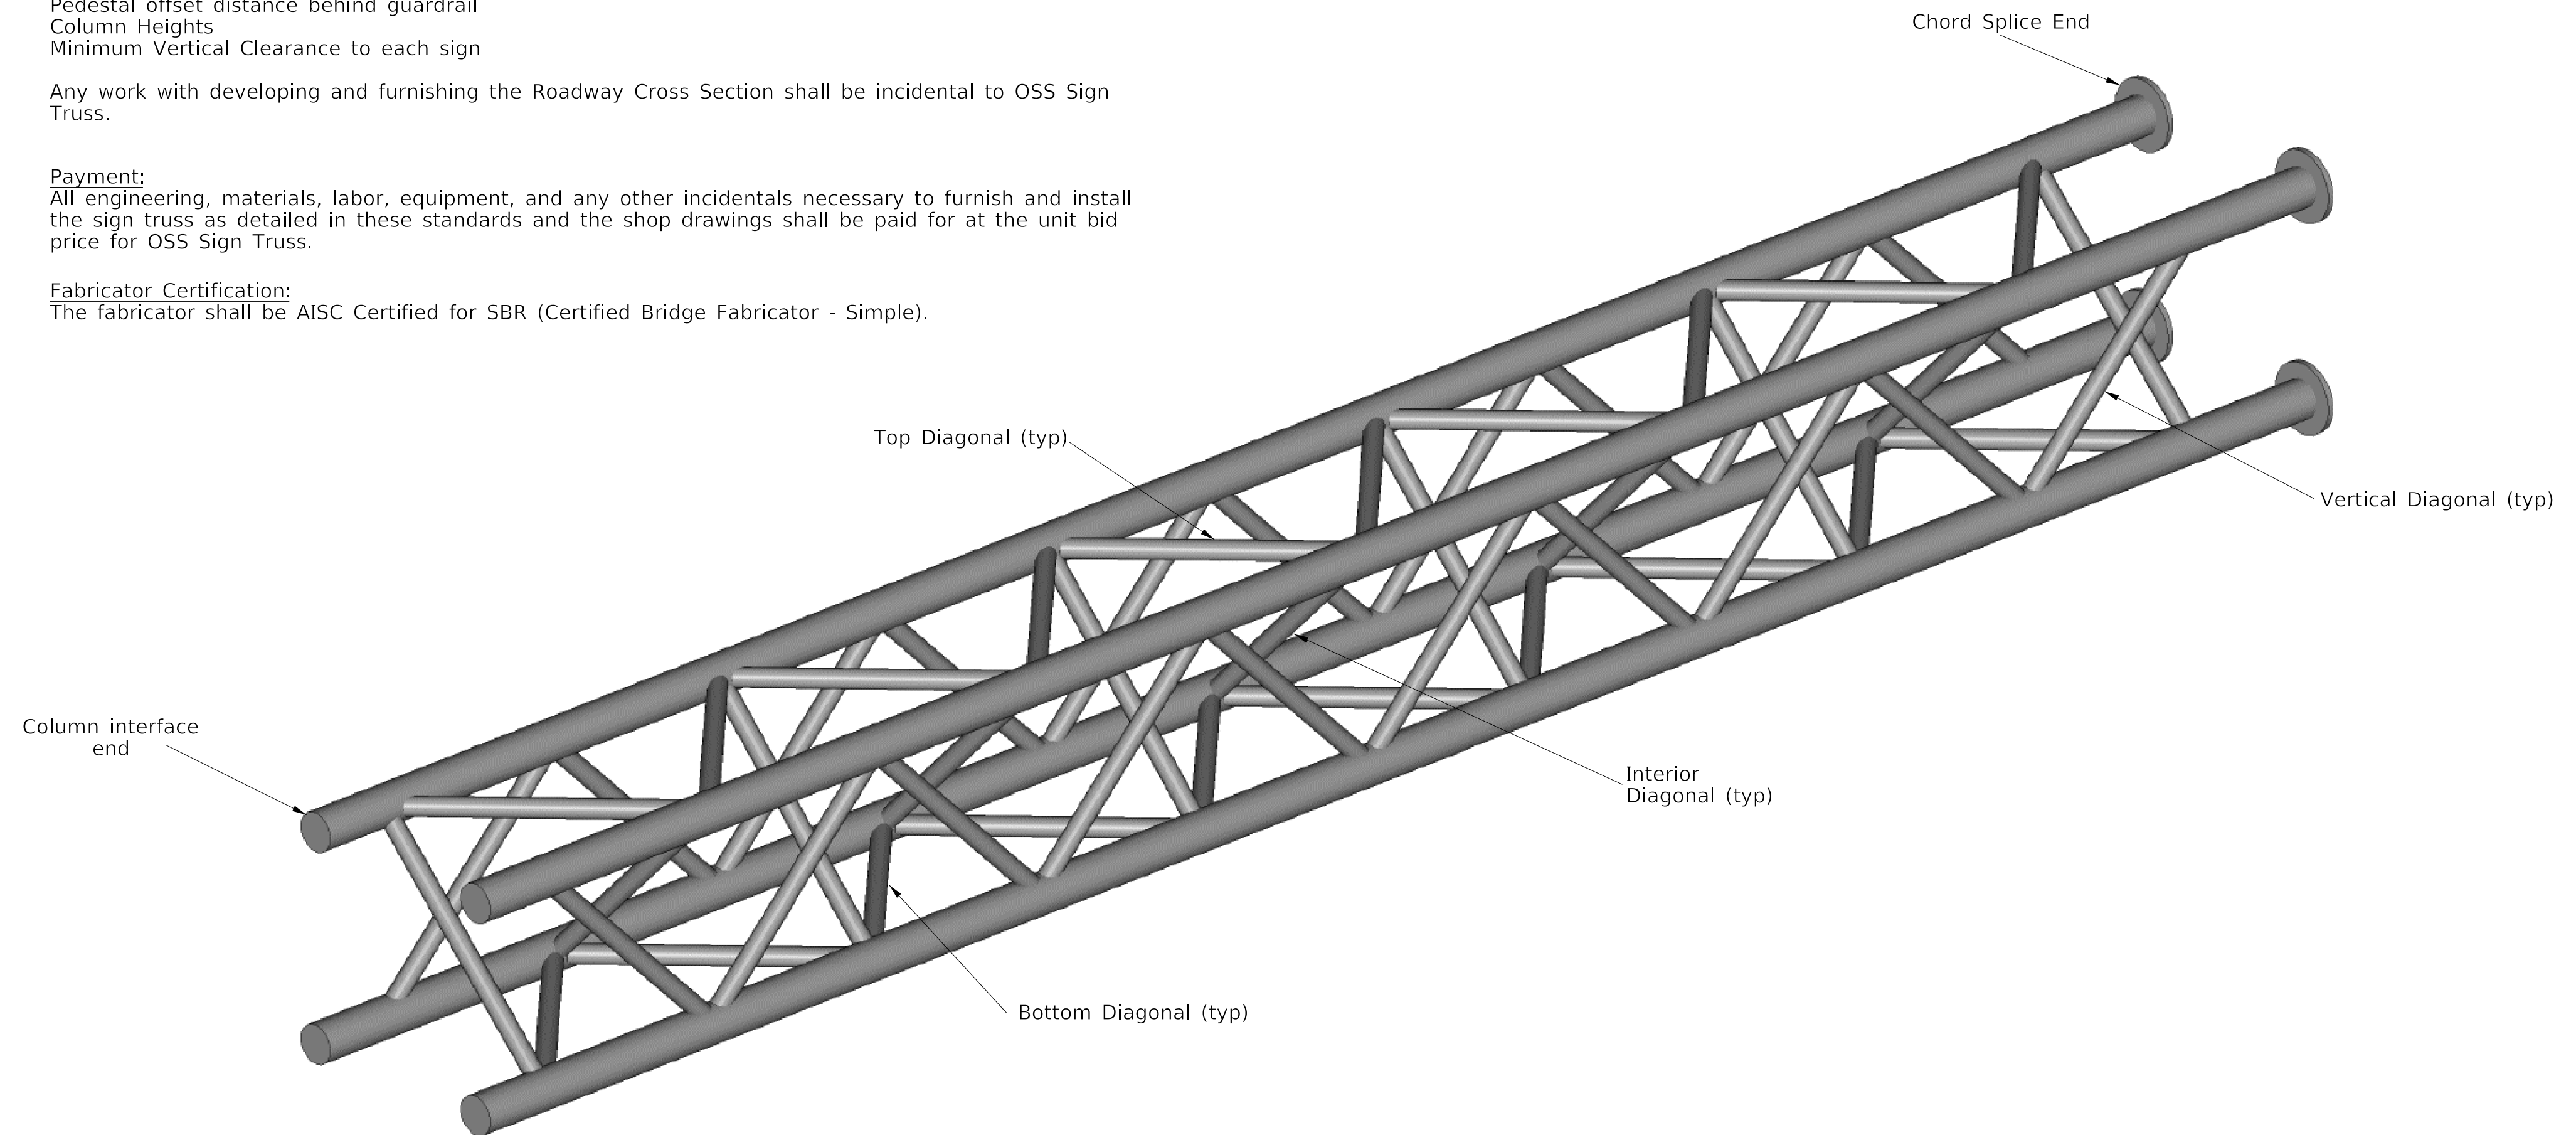 Pedestal offset distance behind guardrail
Column Heights
Minimum Vertical Clearance to each sign
Any work with developing and furnishing the Roadway Cross Section shall be incidental to OSS Sign
Truss.
Payment:
All engineering, materials, labor, equipment, and any other incidentals necessary to furnish and install
the sign truss as detailed in these standards and the shop drawings shall be paid for at the unit bid
price for OSS Sign Truss.
Fabricator Certification:
The fabricator shall be AISC Certified for SBR (Certified Bridge Fabricator - Simple).
Chord Splice End
Top Diagonal (typ)
Vertical Diagonal (typ)
Column interface
end
Interior
Diagonal (typ)
Bottom Diagonal (typ)